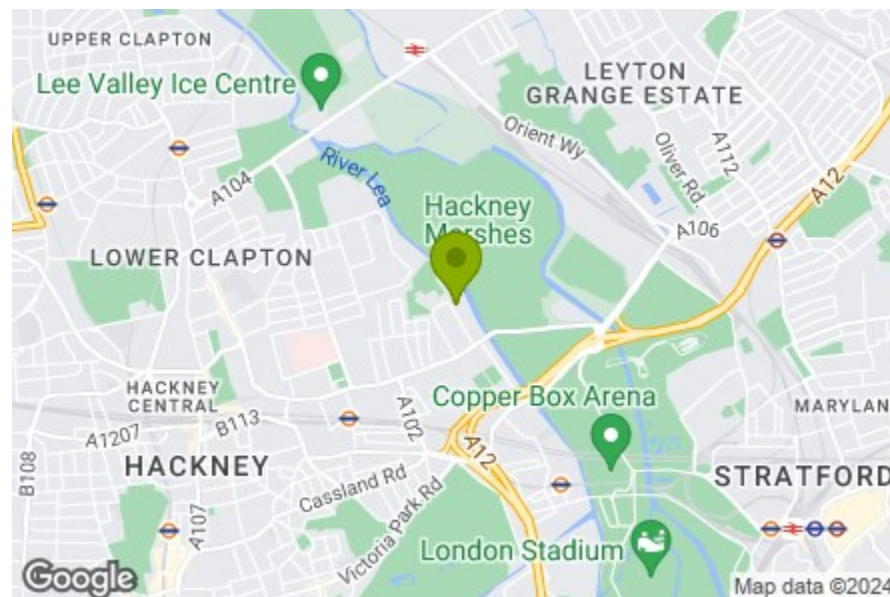 UPPER CLAPTON
Lee Valley Ice Centre
LEYTON
GRANGE ESTATE
Orient Wy
Oliver Rd.
A112
A12
River Lea
A104
Hackney
Marshes
A106
LOWER CLAPTON
HACKNEY
CENTRAL
A102
Copper Box Arena
MARYLAN
A1207
B113
B108
HACKNEY
A12
STRATFORD
Cassland Rd
A107
Victoria Park Rd
London Stadium
Google
Map data ©2024